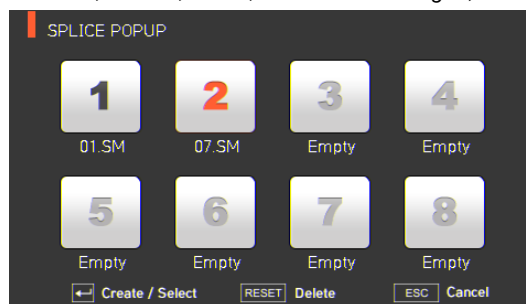 SPLICE POPUP
1 2 3 4
01.SM 07.SM Empty Empty
5 6 7 8
Empty Empty Empty Empty
Create / Select RESET Delete ESC Cancel